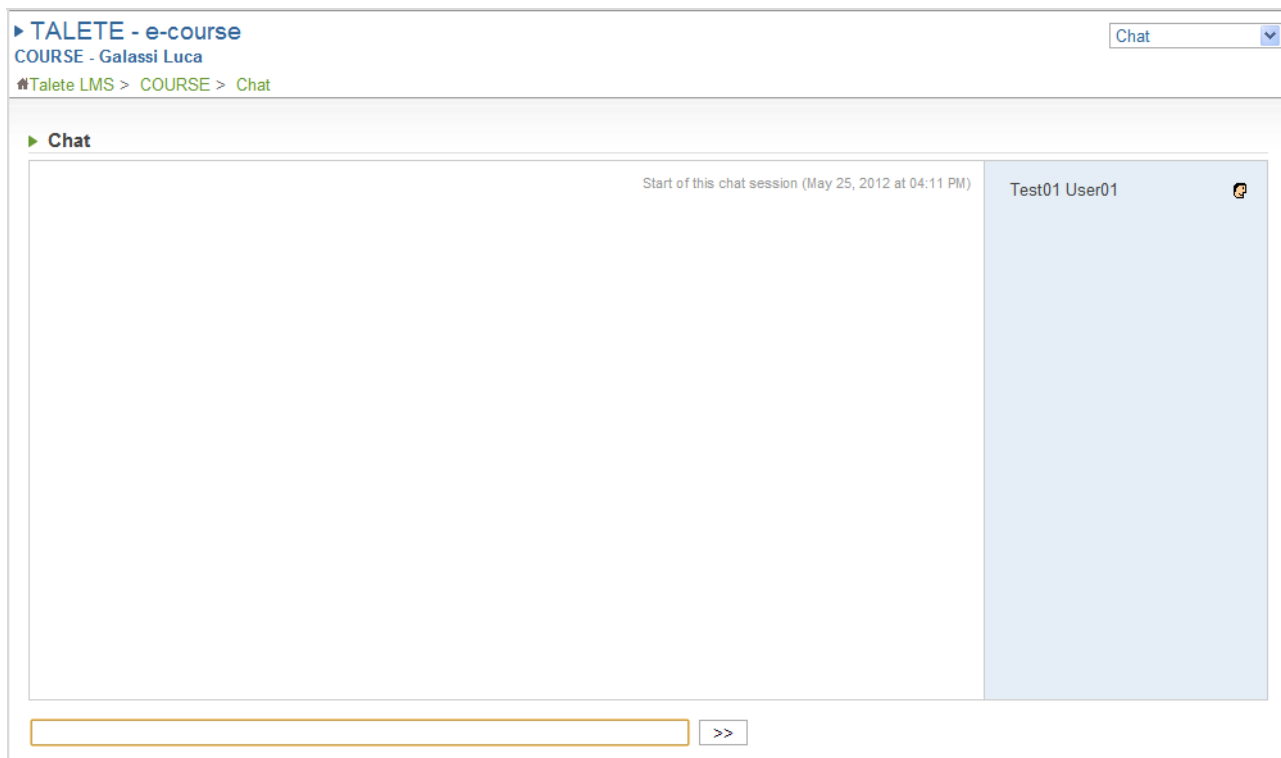 TALETE - e-course
Chat
COURSE - Galassi Luca
Talete LMS > COURSE > Chat
Chat
Start of this chat session (May 25, 2012 at 04:11 PM)
Test01 User01
>>